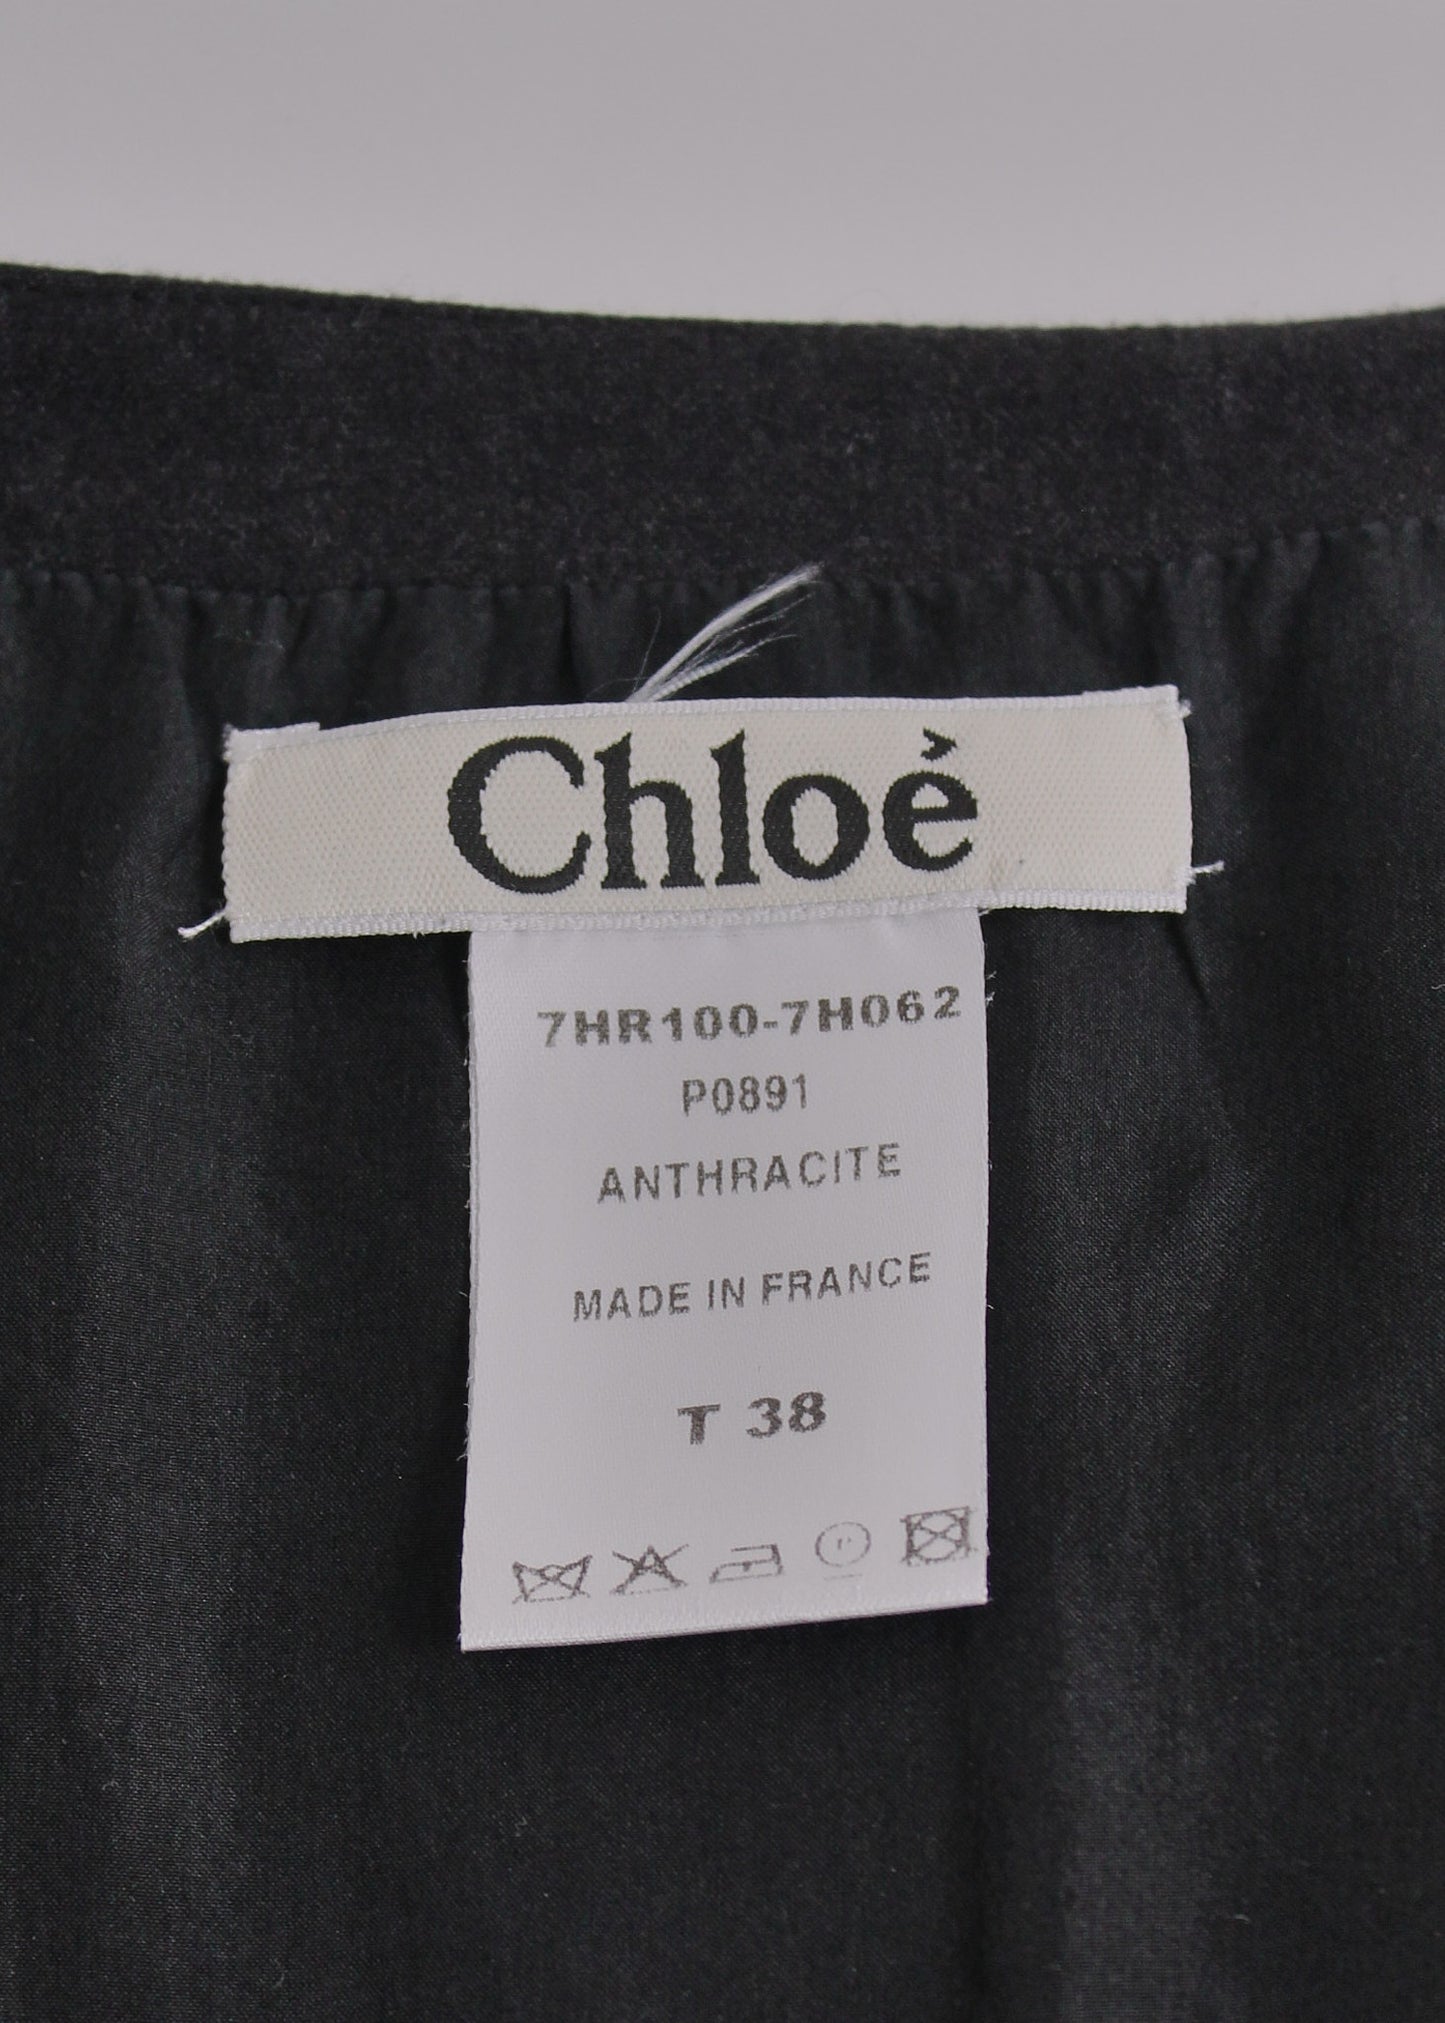 Chloé
7HR100-7H062
P0891
ANTHRACITE
MADE IN FRANCE
T 38